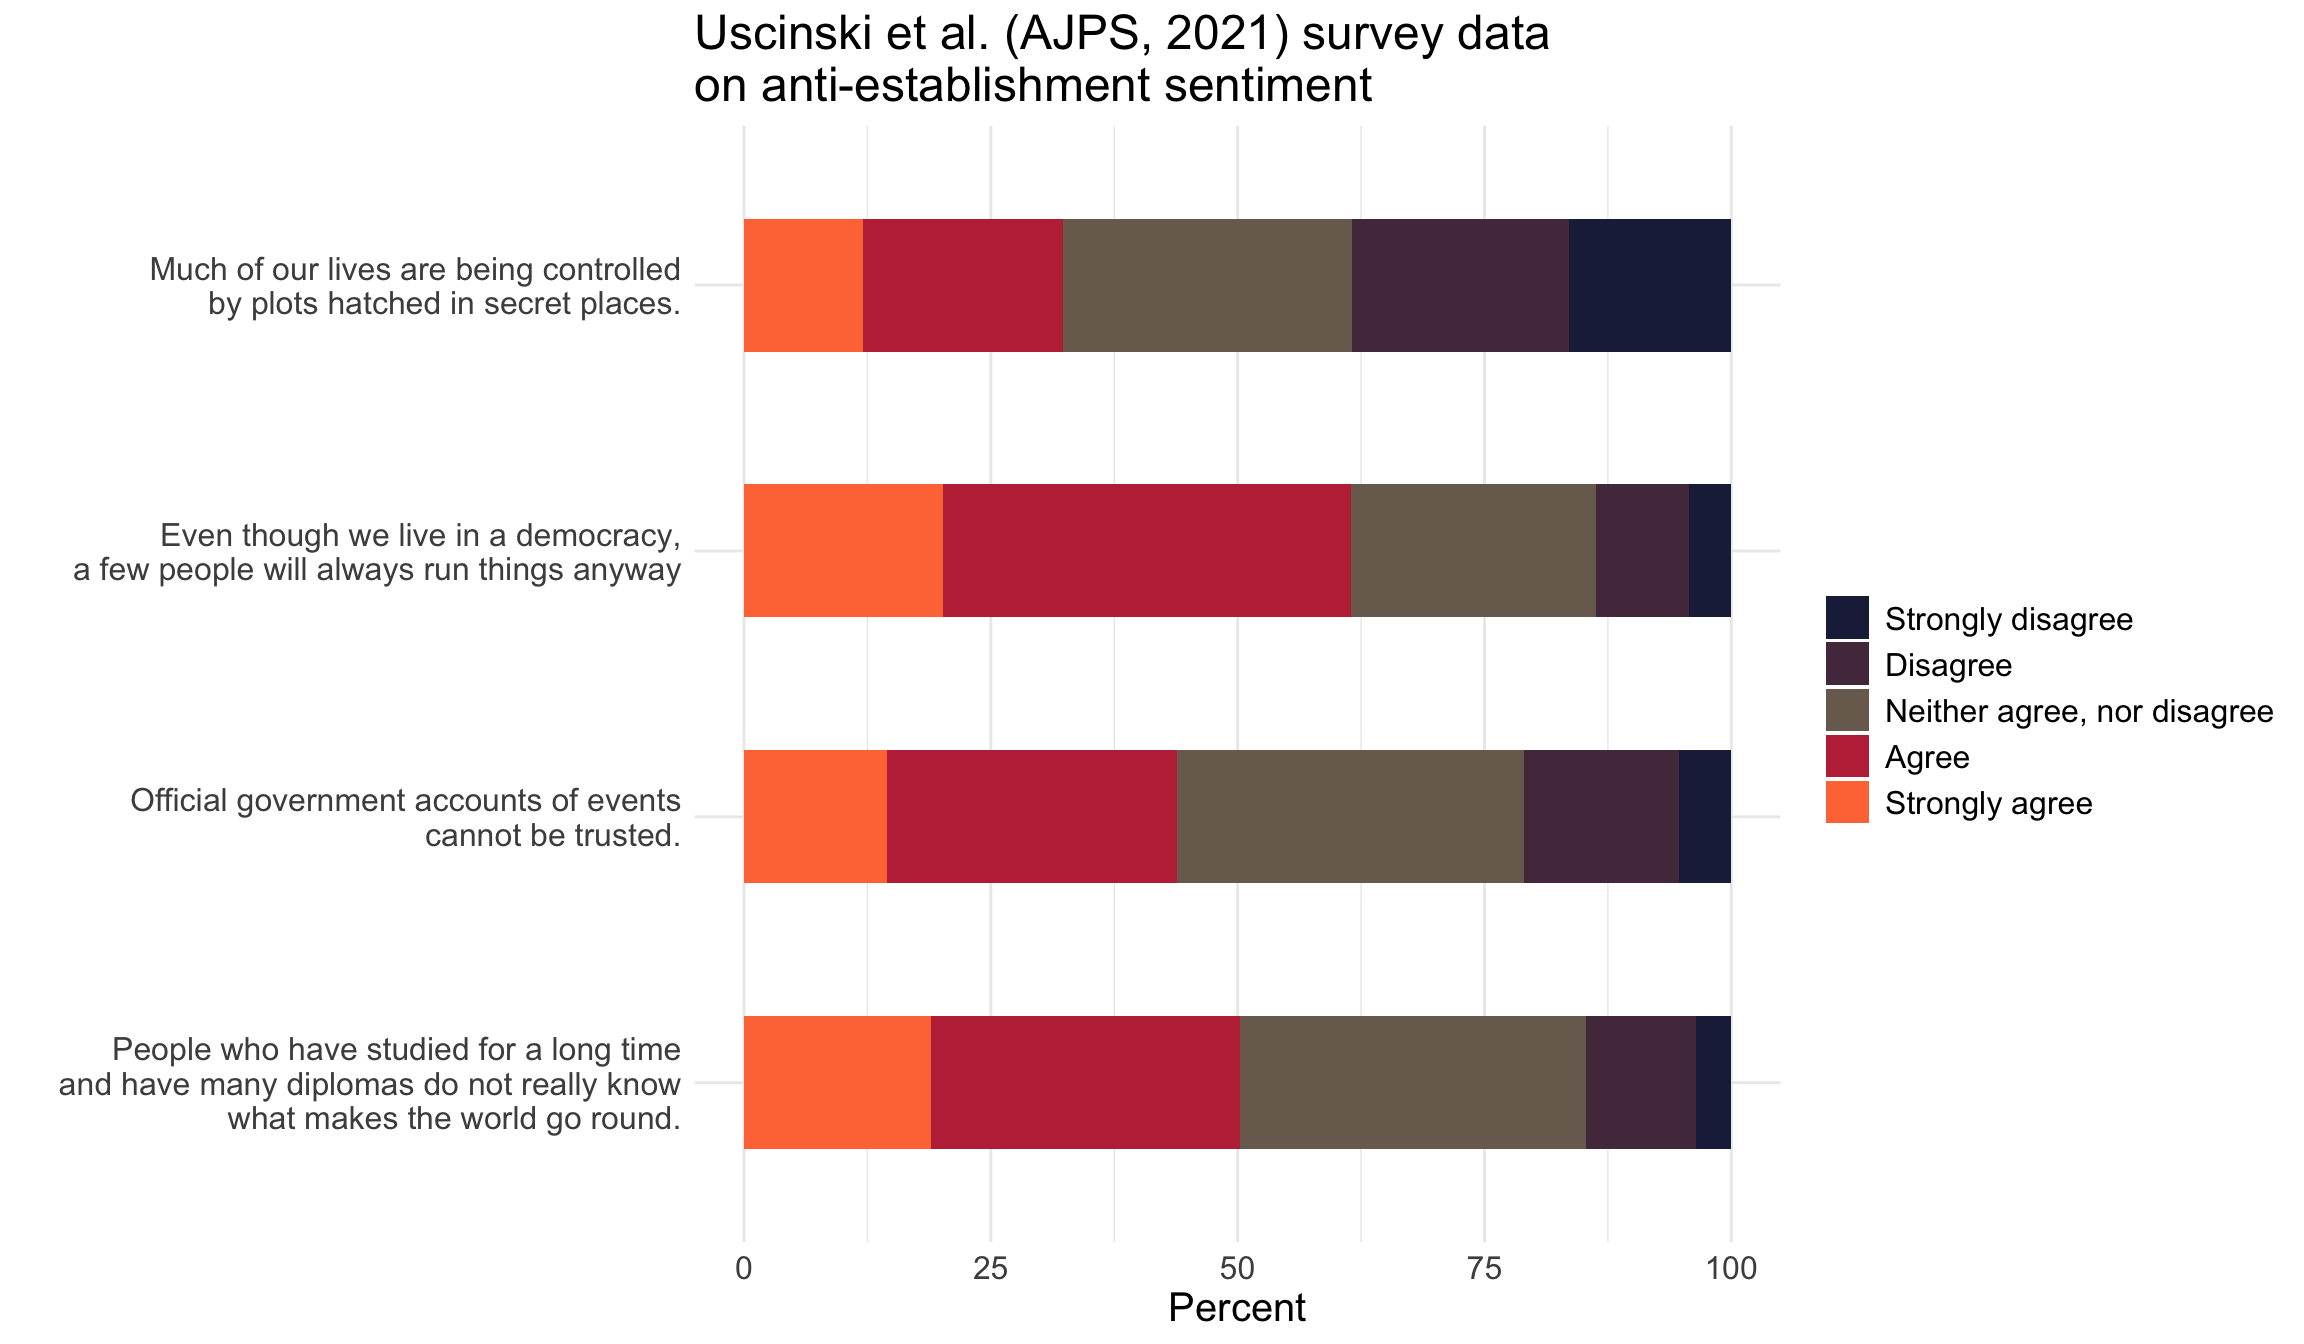 Uscinski et al. (AJPS, 2021) survey data
on anti-establishment sentiment
Much of our lives are being controlled
by plots hatched in secret places.
Even though we live in a democracy,
a few people will always run things anyway
Official government accounts of events
cannot be trusted.
People who have studied for a long time
and have many diplomas do not really know
what makes the world go round.
0 25 50 75 100
Percent
Strongly disagree
Disagree
Neither agree, nor disagree
Agree
Strongly agree